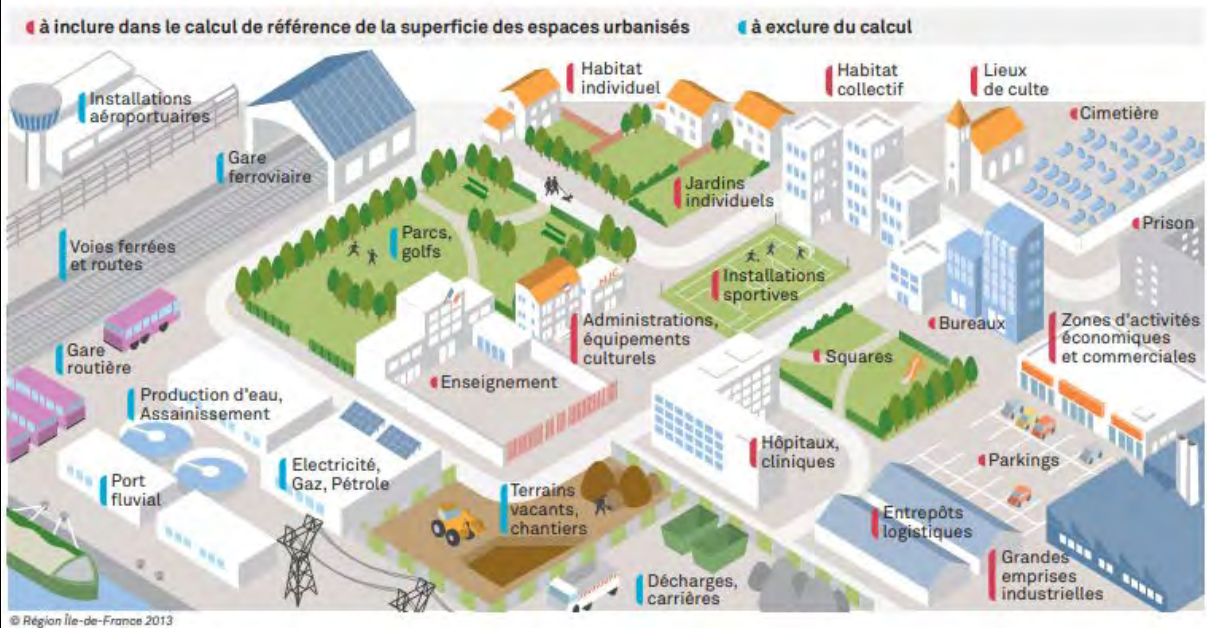 à inclure dans le calcul de référence de la superficie des espaces urbanisés
à exclure du calcul
Installations
aéroportuaires
Habitat
individuel
Habitat
collectif
Lieux
de culte
Cimetière
Gare
ferroviaire
Jardins
individuels
Prison
Voies ferrées
et routes
Parcs,
golfs
MJC
Installations
sportives
Gare
routière
Administrations,
équipements
culturels
Bureaux
Zones d'activités
économiques
et commerciales
Enseignement
Squares
Production d'eau,
Assainissement
Port
fluvial
Electricité,
Gaz, Pétrole
Terrains
vacants,
chantiers
Hôpitaux,
cliniques
Parkings
Entrepôts
logistiques
Décharges,
carrières
Grandes
emprises
industrielles
© Région Île-de-France 2013